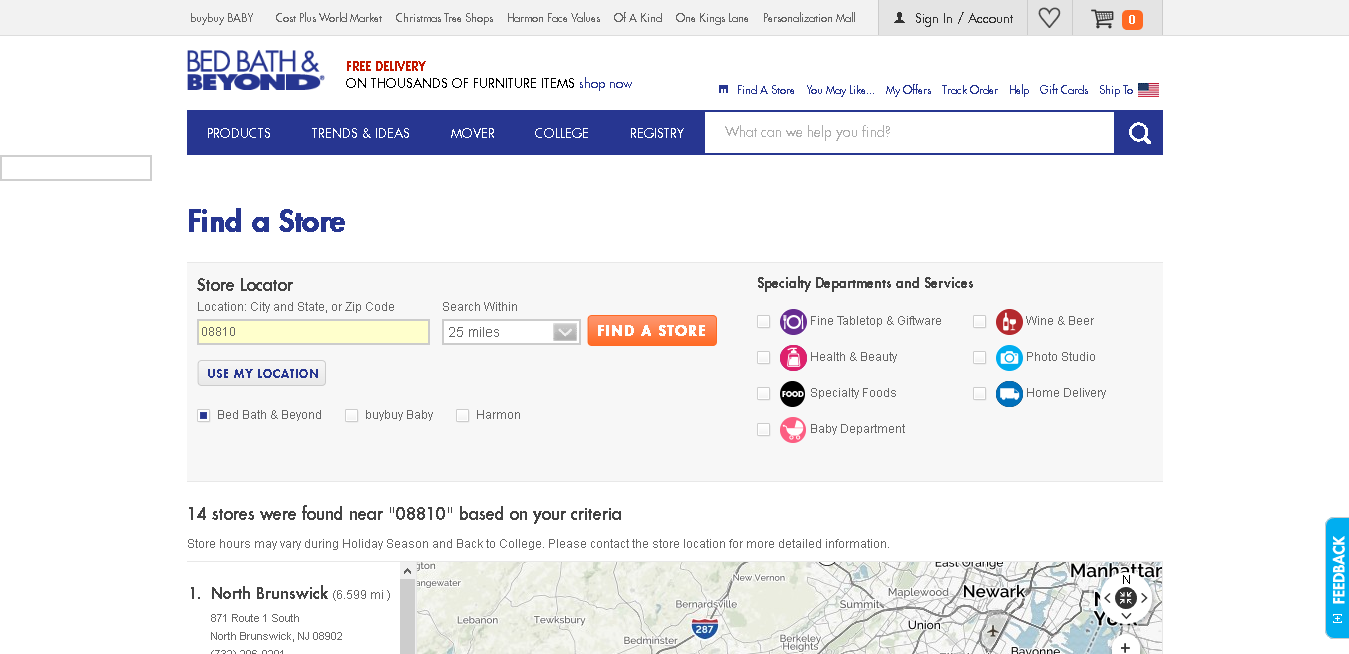 buybuy BABY Cost Plus World Market Christmas Tree Shops Harmon Face Values Of A Kind One Kings Lane Personalization Mall Sign In / Account 0
BED BATH &
BEYOND
FREE DELIVERY
ON THOUSANDS OF FURNITURE ITEMS shop now
Find A Store You May Like... My Offers Track Order Help Gift Cards Ship To
PRODUCTS TRENDS & IDEAS MOVER COLLEGE REGISTRY What can we help you find?
Find a Store
Store Locator
Location: City and State, or Zip Code Search Within
08810 25 miles FIND A STORE
USE MY LOCATION
Bed Bath & Beyond buybuy Baby Harmon
Specialty Departments and Services
Fine Tabletop & Giftware Wine & Beer
Health & Beauty Photo Studio
FOOD Specialty Foods Home Delivery
Baby Department
14 stores were found near "08810" based on your criteria
Store hours may vary during Holiday Season and Back to College. Please contact the store location for more detailed information.
1. North Brunswick (6.599 mi )
871 Route 1 South
North Brunswick, NJ 08902
gton
angewater
Lebanon
Tewksbury
Bernardsville
Bedminster
287
New Vernon
Berkeley
Heights
Summit
Maplewood
East Orange
Newark
Union
Bayonne
Manhattan
N
New
York
+
FEEDBACK
[+]